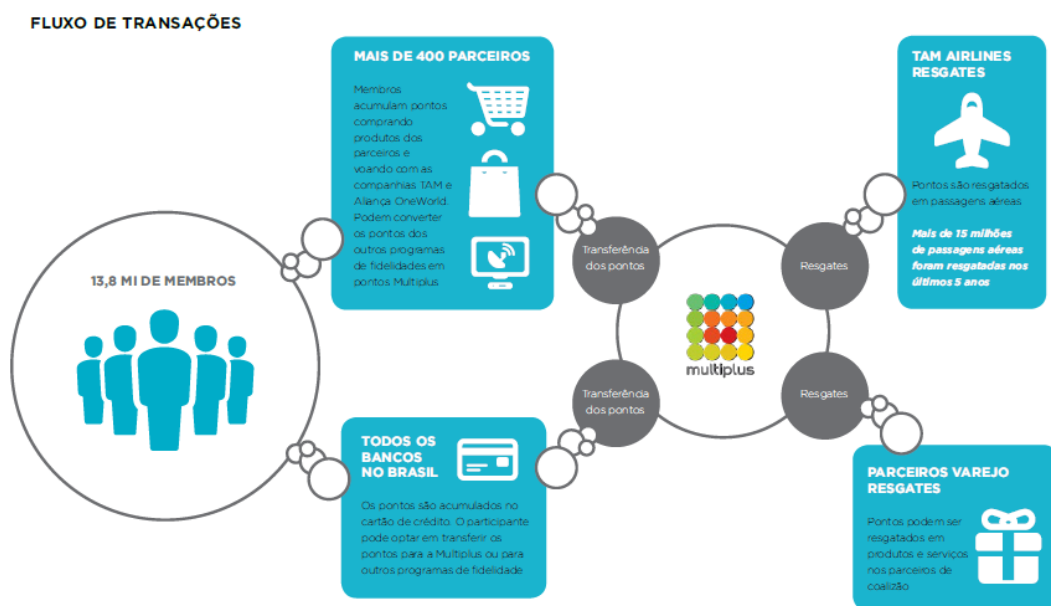 FLUXO DE TRANSAÇÕES
13,8 MI DE MEMBROS
MAIS DE 400 PARCEIROS
Membros
acumulam pontos
comprando
produtos dos
parceiros e
voando com as
companhias TAM e
Aliança OneWorld.
Podem converter
os pontos dos
outros programas
de fidelidades em
pontos Multiplus
TODOS OS
BANCOS
NO BRASIL
Os pontos são acumulados no
cartão de crédito. O participante
pode optar em transferir os
pontos para a Multiplus ou para
outros programas de fidelidade
Transferência
dos pontos
Transferência
dos pontos
multiplus
Resgates
Resgates
TAM AIRLINES
RESGATES
Pontos são resgatados
em passagens aéreas
Mais de 15 milhões
de passagens aéreas
foram resgatadas nos
últimos 5 anos
PARCEIROS VAREJO
RESGATES
Pontos podem ser
resgatados em
produtos e serviços
nos parceiros de
coalizão